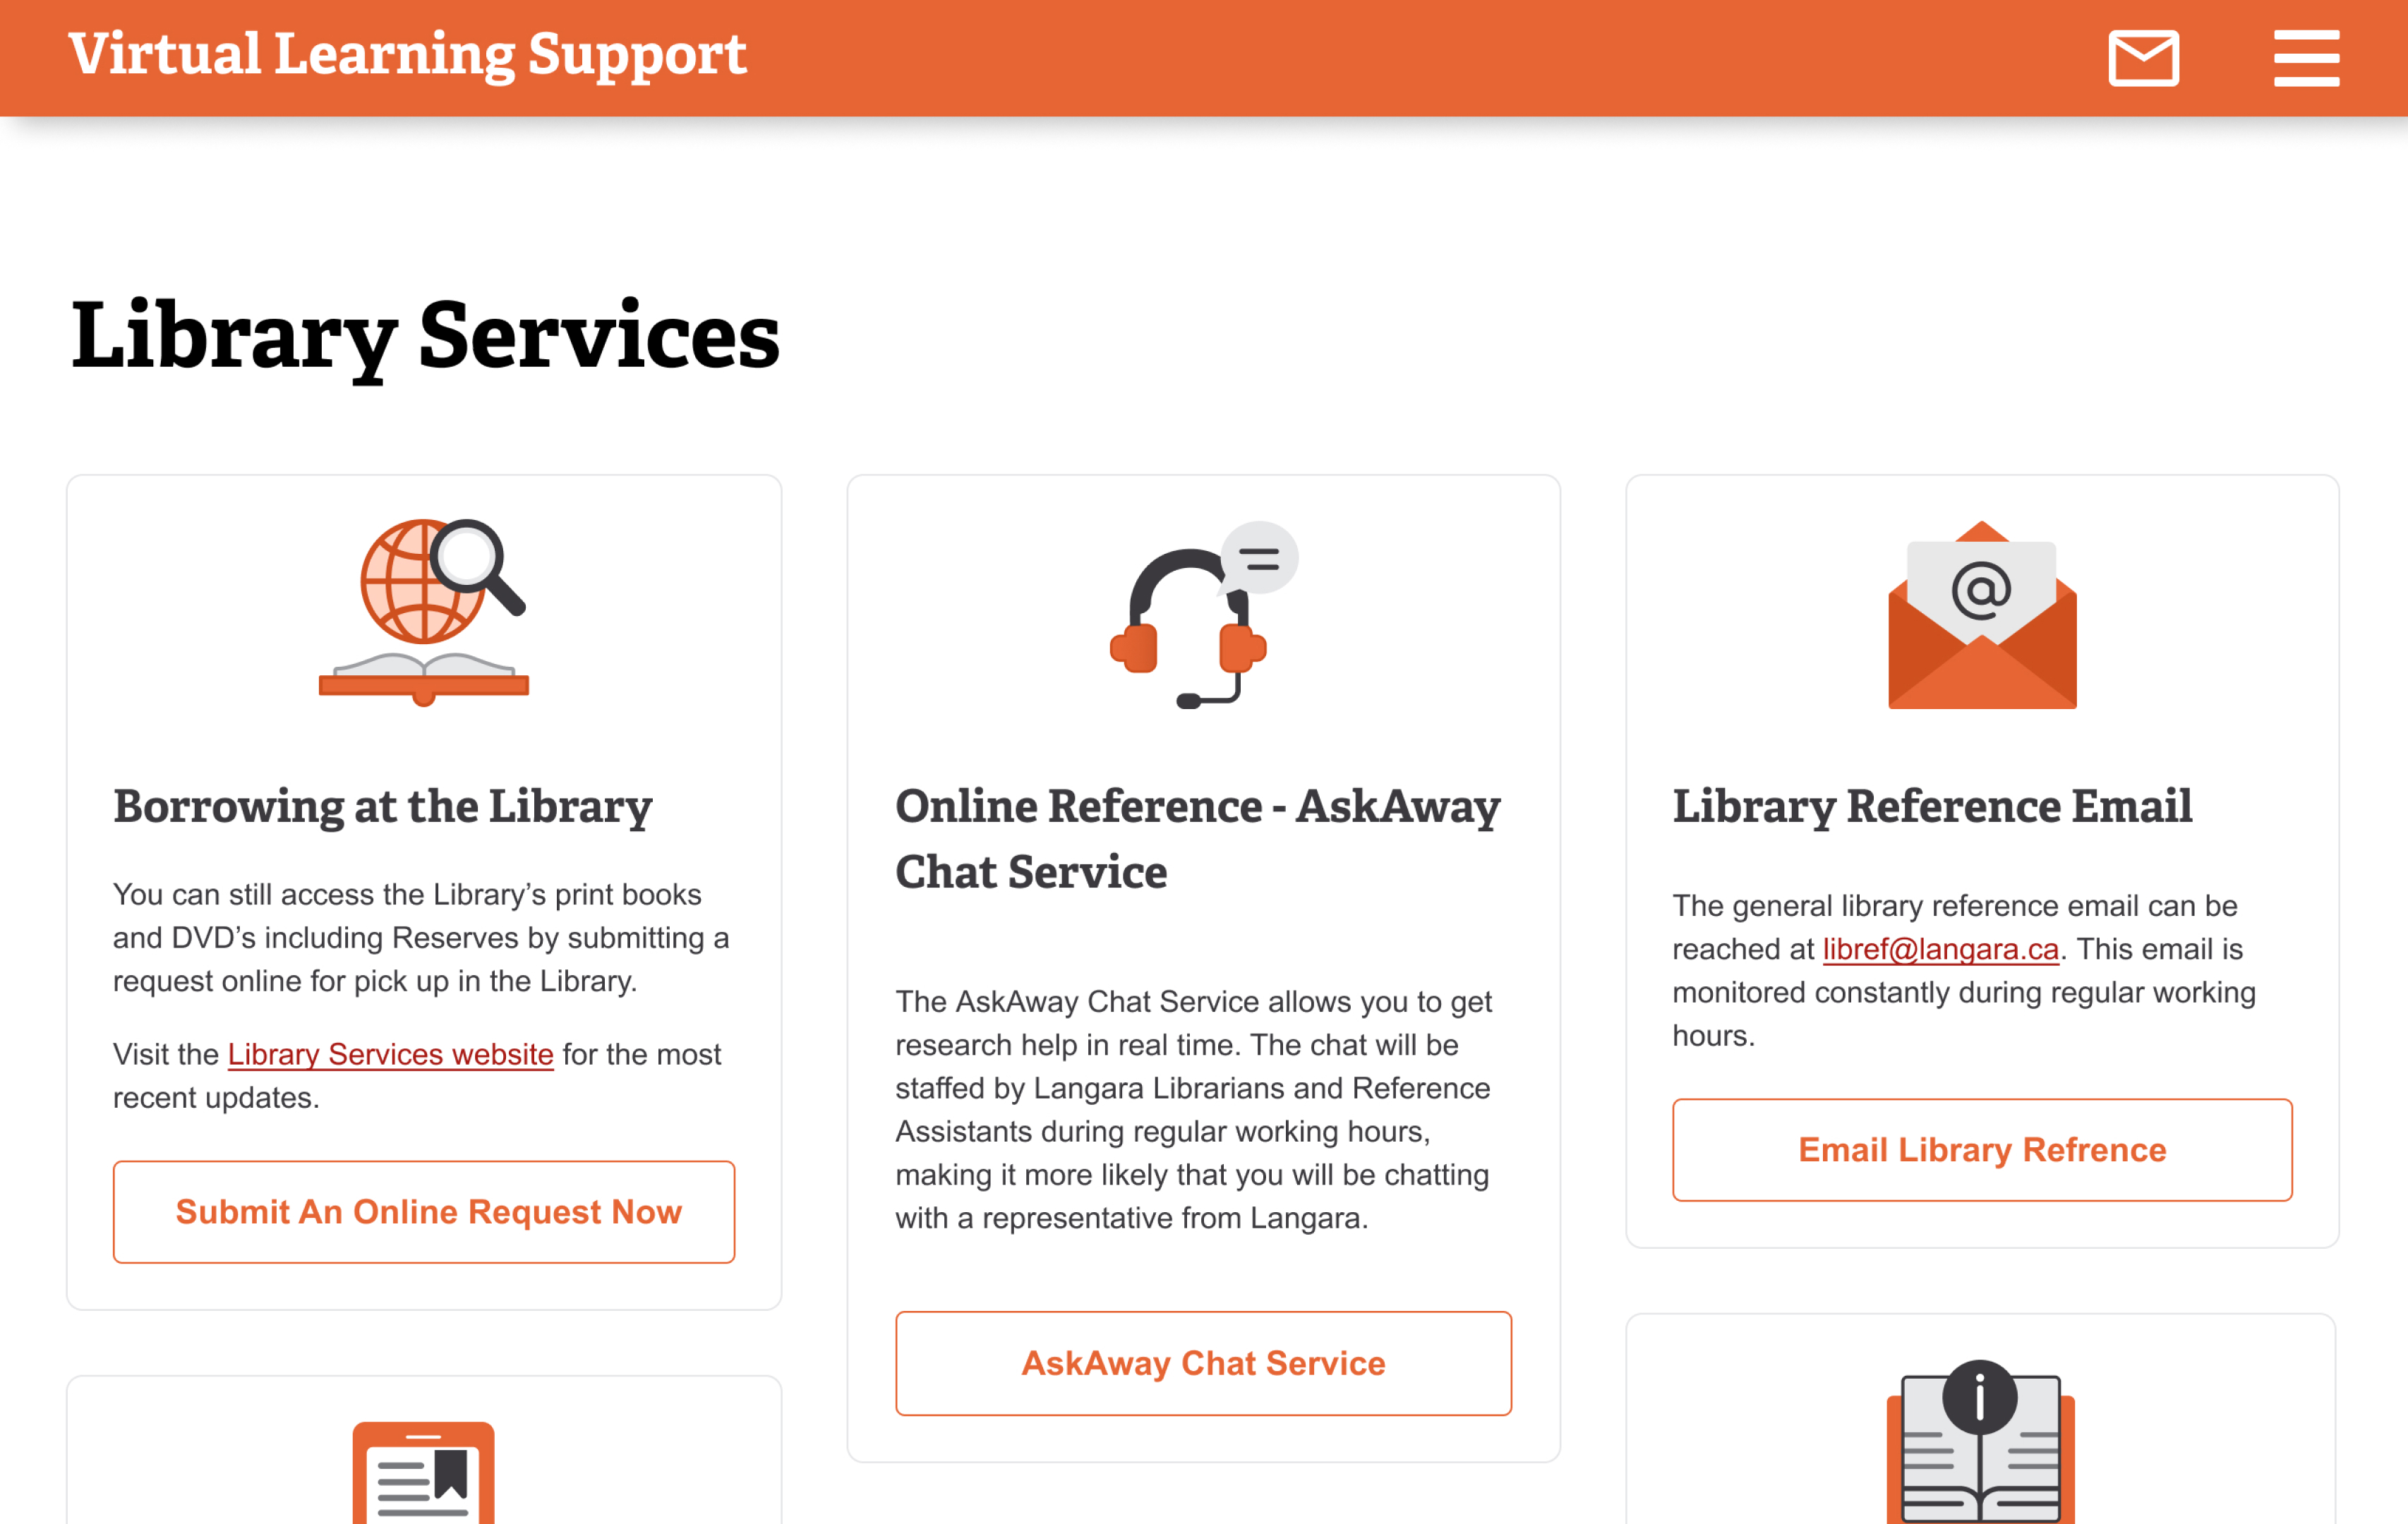 Virtual Learning Support
Library Services
Borrowing at the Library
You can still access the Library’s print books
and DVD’s including Reserves by submitting a
request online for pick up in the Library.
Visit the Library Services website for the most
recent updates.
Submit An Online Request Now
Online Reference - AskAway
Chat Service
The AskAway Chat Service allows you to get
research help in real time. The chat will be
staffed by Langara Librarians and Reference
Assistants during regular working hours,
making it more likely that you will be chatting
with a representative from Langara.
AskAway Chat Service
@
Library Reference Email
The general library reference email can be
reached at libref@langara.ca. This email is
monitored constantly during regular working
hours.
Email Library Refrence
i